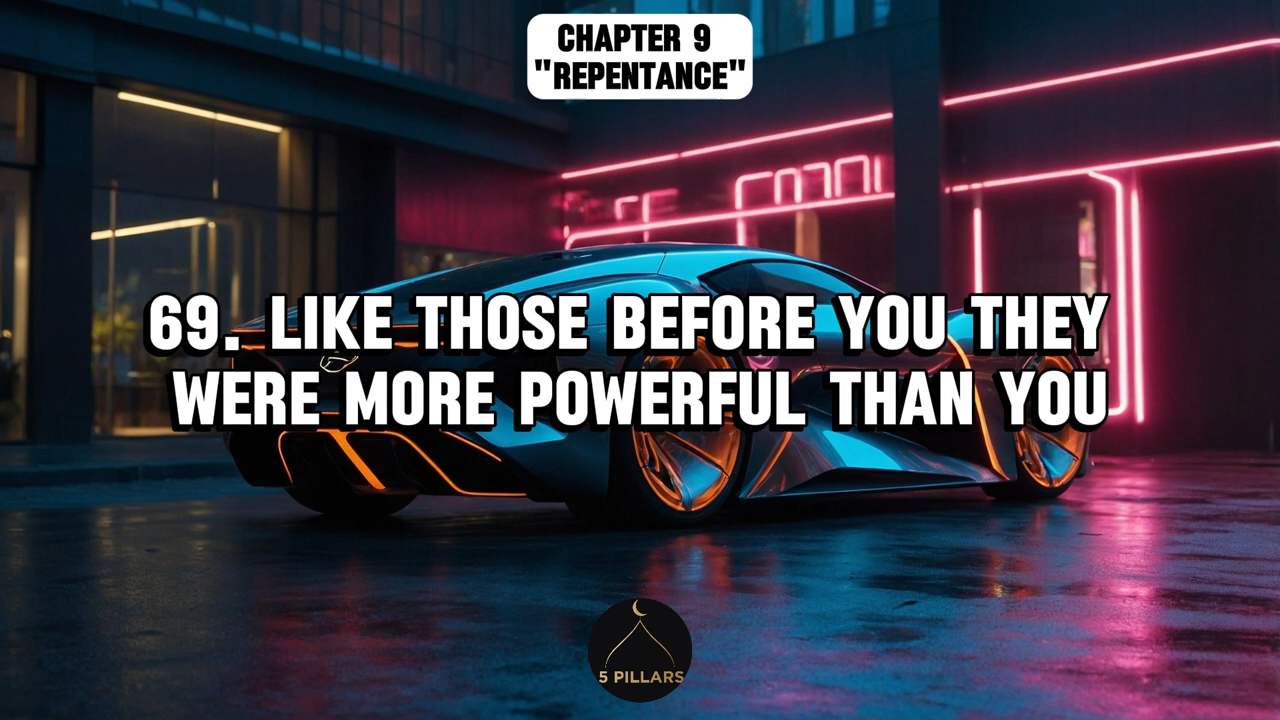 CHAPTER 9
"REPENTANCE"
69. LIKE THOSE BEFORE YOU THEY
WERE MORE POWERFUL THAN YOU
5 PILLARS